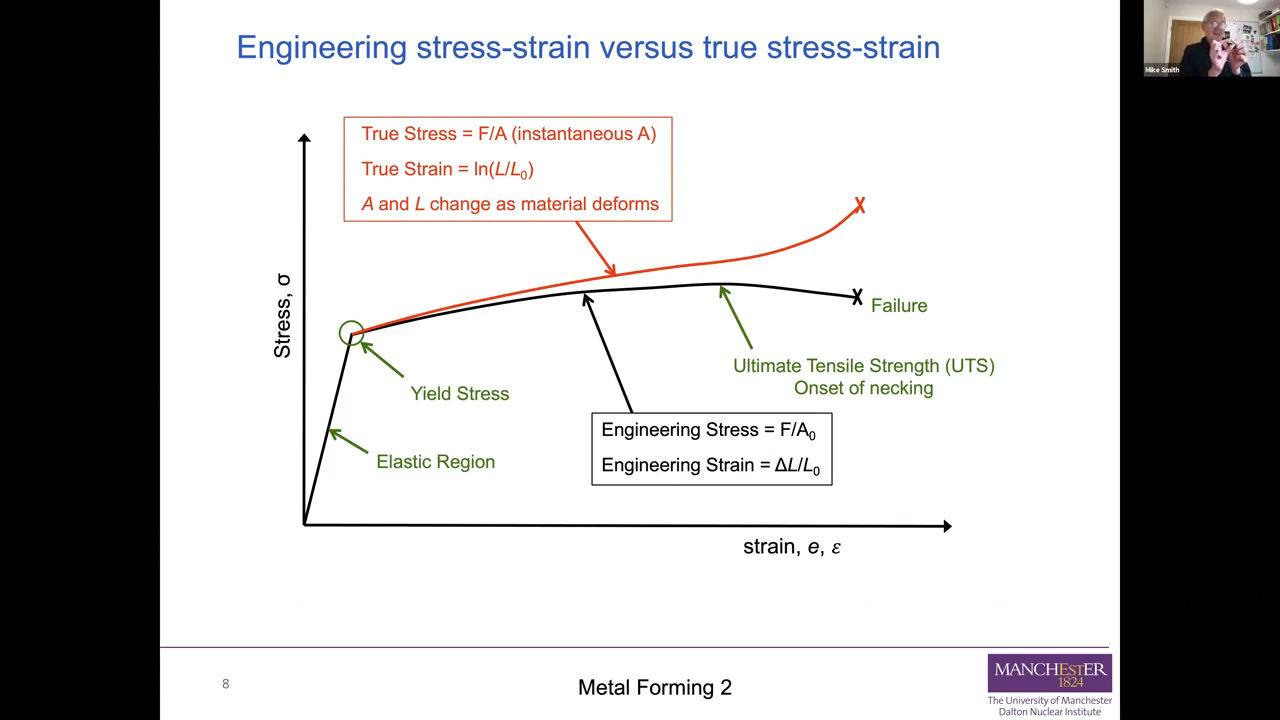 Engineering stress-strain versus true stress-strain
Mike Smith
True Stress = F/A (instantaneous A)
True Strain = ln(L/L₀)
A and L change as material deforms
Stress, σ
Failure
Ultimate Tensile Strength (UTS)
Onset of necking
Yield Stress
Engineering Stress = F/A₀
Engineering Strain = ΔL/L₀
Elastic Region
strain, e, ε
8
Metal Forming 2
MANCHESTER
1824
The University of Manchester
Dalton Nuclear Institute